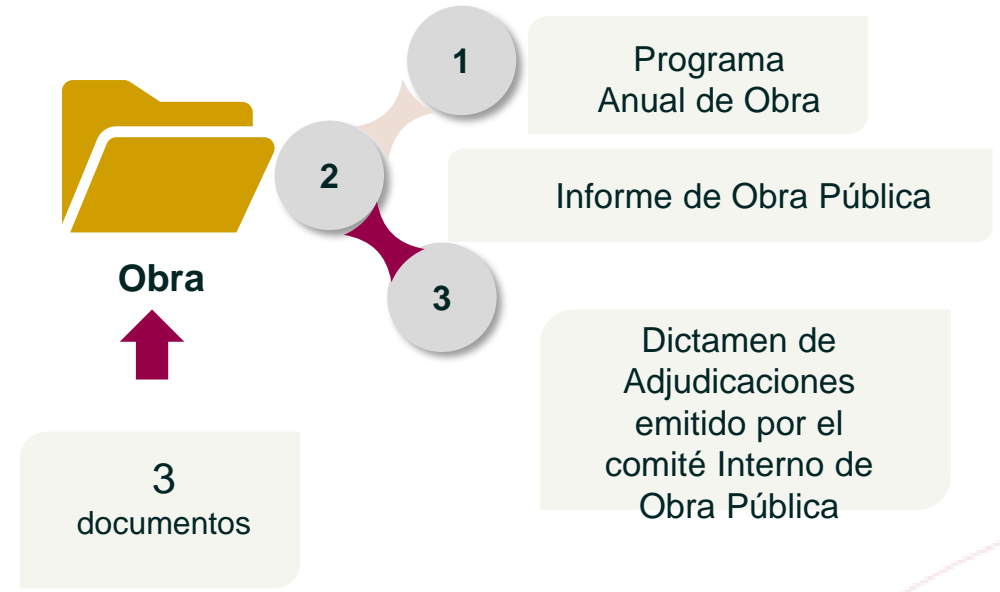 1
Programa
Anual de Obra
2
Informe de Obra Pública
Obra
3
Dictamen de
Adjudicaciones
emitido por el
comité Interno de
Obra Pública
3
documentos